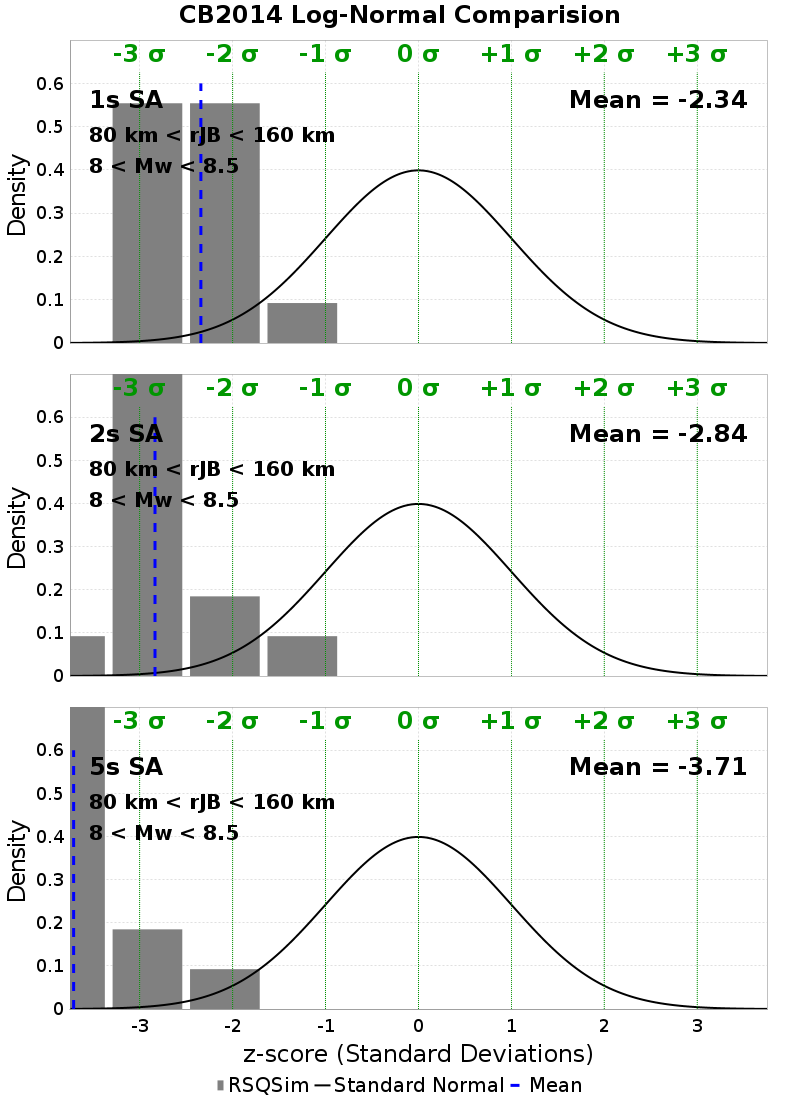 CB2014 Log-Normal Comparision
-3 σ -2 σ -1 σ 0 σ +1 σ +2 σ +3 σ
0.6
1s SA Mean = -2.34
0.5
80 km < rJB < 160 km
8 < Mw < 8.5
0.4
Density
0.3
0.2
0.1
0
-3 σ -2 σ -1 σ 0 σ +1 σ +2 σ +3 σ
0.6
2s SA Mean = -2.84
0.5
80 km < rJB < 160 km
8 < Mw < 8.5
0.4
Density
0.3
0.2
0.1
0
-3 σ -2 σ -1 σ 0 σ +1 σ +2 σ +3 σ
0.6
5s SA Mean = -3.71
0.5
80 km < rJB < 160 km
8 < Mw < 8.5
0.4
Density
0.3
0.2
0.1
0
-3 -2 -1 0 1 2 3
z-score (Standard Deviations)
RSQSim Standard Normal Mean